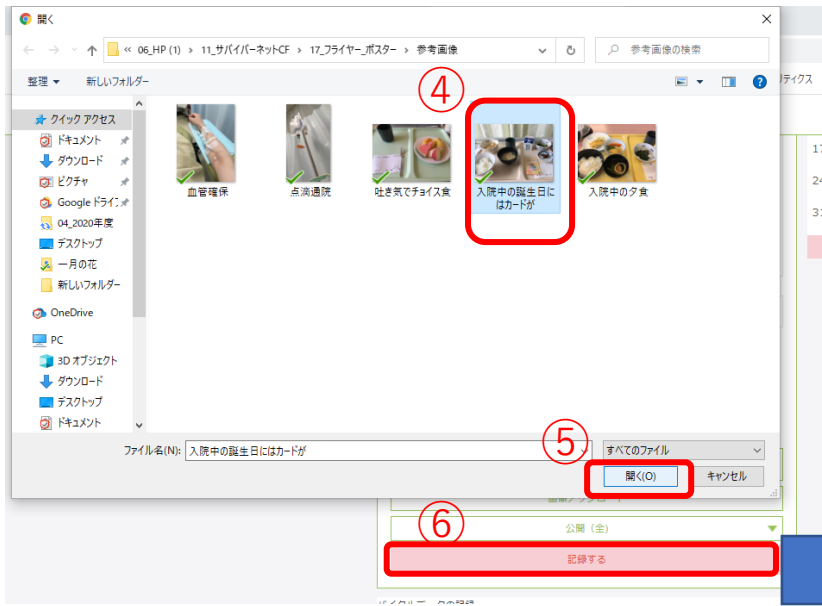 開く
« 06_HP (1) › 11_サバイバーネットCF › 17_フライヤー_ポスター › 参考画像
参考画像の検索
整理
新しいフォルダー
④
クイック アクセス
ドキュメント
ダウンロード
ピクチャ
Google ドライ
04_2020年度
デスクトップ
一月の花
新しいフォルダー
OneDrive
PC
3D オブジェクト
ダウンロード
デスクトップ
ドキュメント
血管確保
点滴通院
吐き気でチョイス食
入院中の誕生日に
はカードが
入院中の夕食
リティクス
17
24
31
ファイル名(N):
入院中の誕生日にはカードが
⑤
すべてのファイル
開く(O)
キャンセル
⑥
公開（全）
記録する